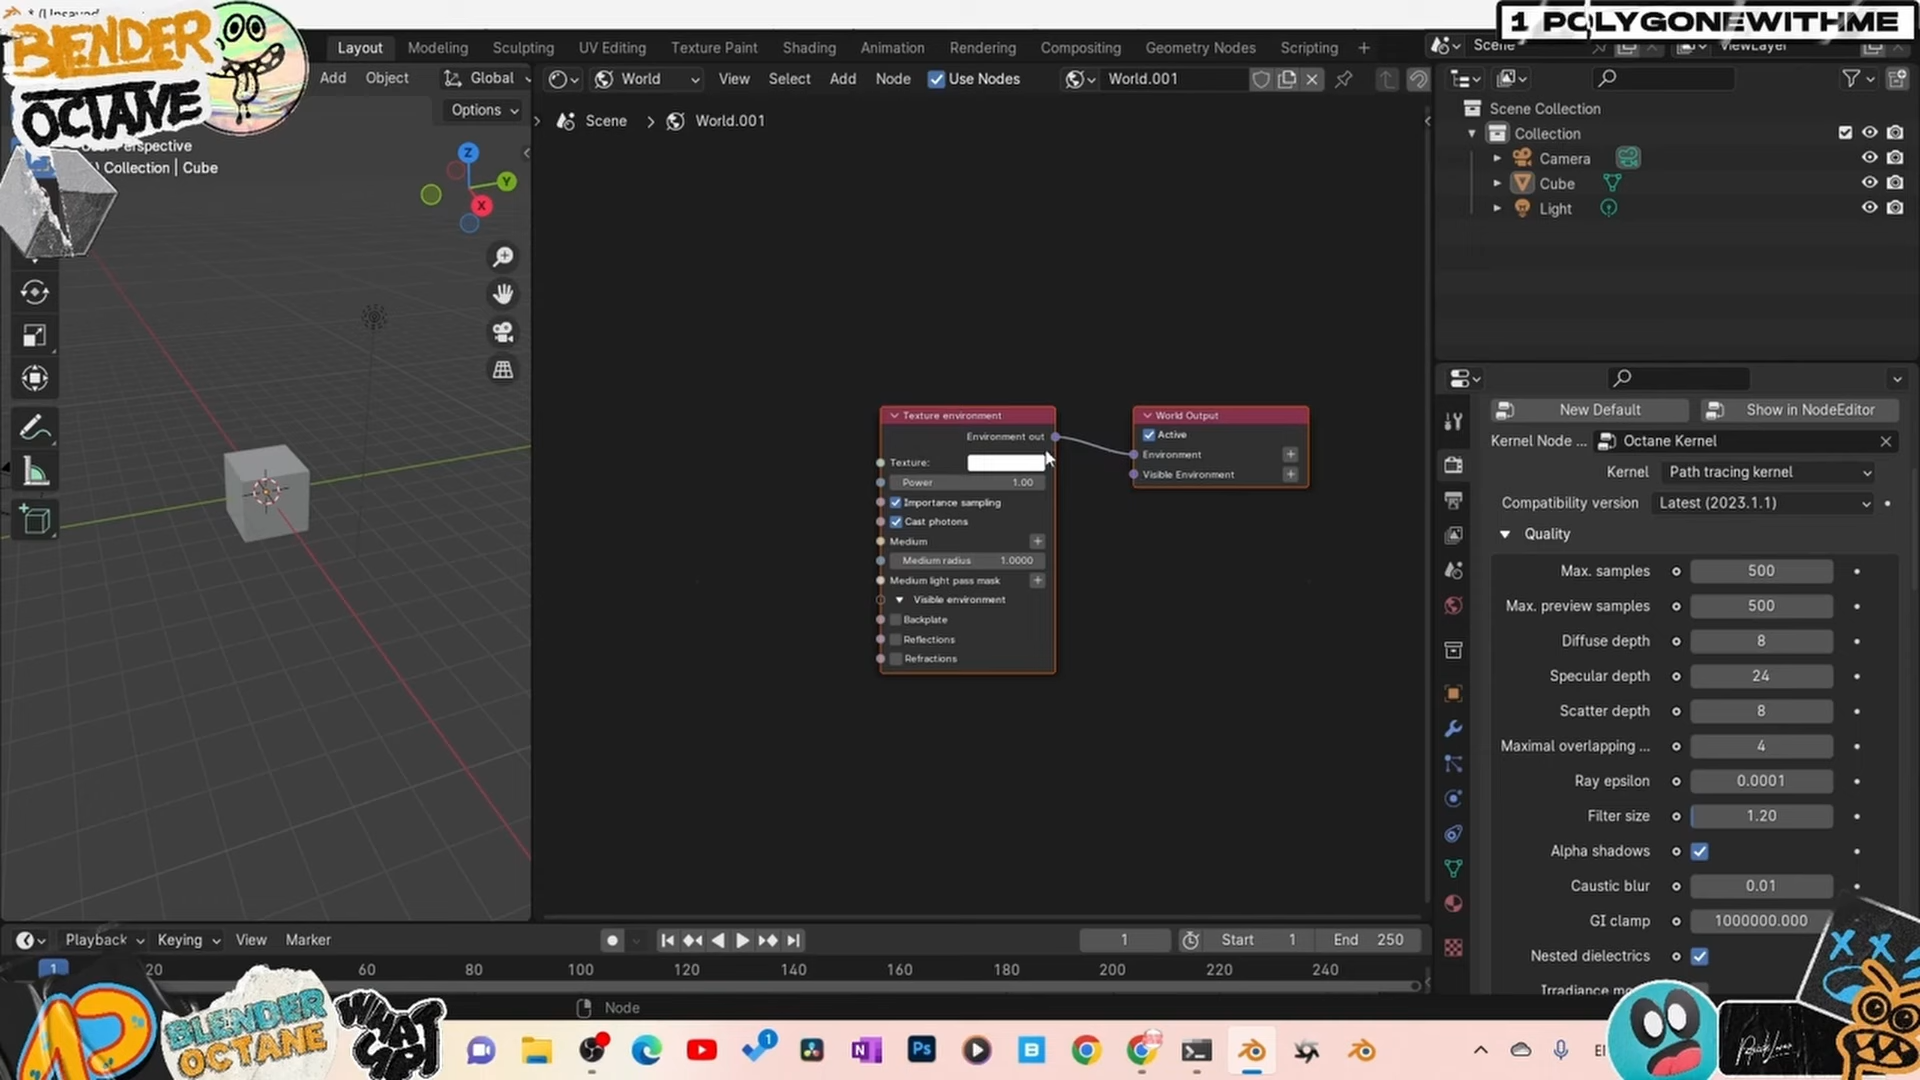 * (Unsaved
BLENDER
OCTANE
1 POLYGONEWITHME
Layout Modeling Sculpting UV Editing Texture Paint Shading Animation Rendering Compositing Geometry Nodes Scripting +
Scene ViewLayer
Add Object Global
World View Select Add Node Use Nodes World.001
Options
Scene > World.001
Perspective
) Collection | Cube
Z
Y
X
Scene Collection
Collection
Camera
Cube
Light
Texture environment
Environment out
Texture:
Power 1.00
Importance sampling
Cast photons
Medium
Medium radius 1.0000
Medium light pass mask
Visible environment
Backplate
Reflections
Refractions
World Output
Active
Environment
Visible Environment
New Default Show in NodeEditor
Kernel Node ... Octane Kernel
Kernel Path tracing kernel
Compatibility version Latest (2023.1.1)
Quality
Max. samples 500
Max. preview samples 500
Diffuse depth 8
Specular depth 24
Scatter depth 8
Maximal overlapping ... 4
Ray epsilon 0.0001
Filter size 1.20
Alpha shadows
Caustic blur 0.01
GI clamp 1000000.000
Nested dielectrics
Playback Keying View Marker
1 Start 1 End 250
1 20 60 80 100 120 140 160 180 200 220 240
Node
BLENDER
OCTANE
WHAT
UP!
Ps
N
B